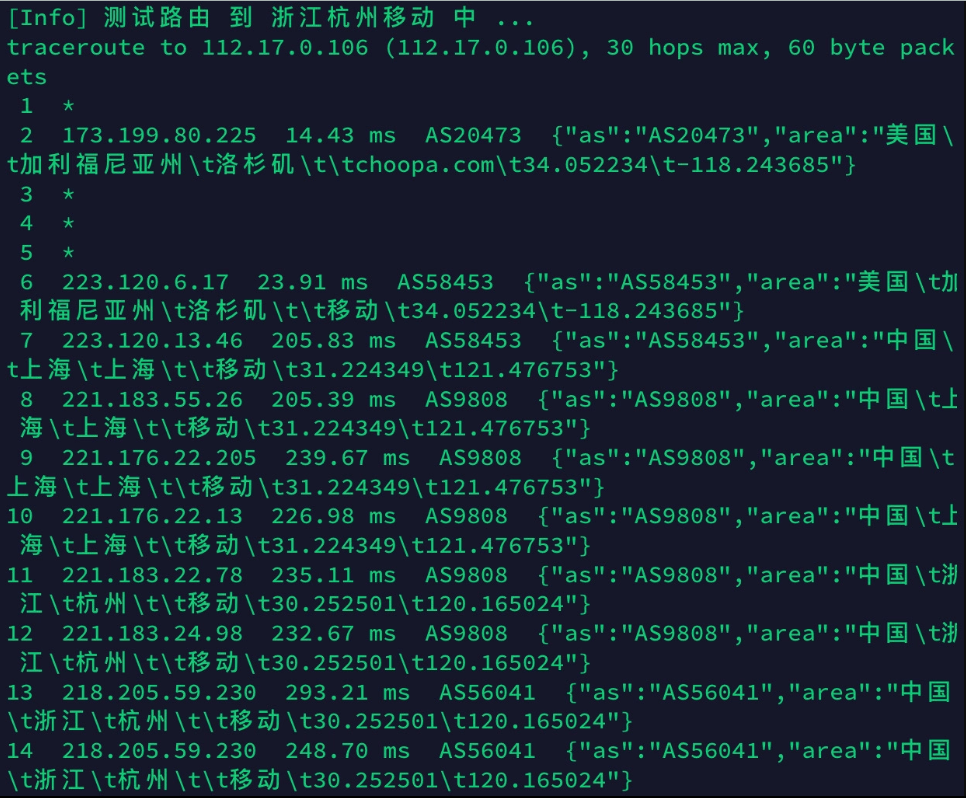 [Info] 测试路由 到 浙江杭州移动 中 ...
traceroute to 112.17.0.106 (112.17.0.106), 30 hops max, 60 byte pack
ets
1 *
2 173.199.80.225 14.43 ms AS20473 {"as":"AS20473","area":"美国\
t加利福尼亚州\t洛杉矶\t\tchoopa.com\t34.052234\t-118.243685"}
3 *
4 *
5 *
6 223.120.6.17 23.91 ms AS58453 {"as":"AS58453","area":"美国\t加
利福尼亚州\t洛杉矶\t\t移动\t34.052234\t-118.243685"}
7 223.120.13.46 205.83 ms AS58453 {"as":"AS58453","area":"中国\
t上海\t上海\t\t移动\t31.224349\t121.476753"}
8 221.183.55.26 205.39 ms AS9808 {"as":"AS9808","area":"中国\t上
海\t上海\t\t移动\t31.224349\t121.476753"}
9 221.176.22.205 239.67 ms AS9808 {"as":"AS9808","area":"中国\t
上海\t上海\t\t移动\t31.224349\t121.476753"}
10 221.176.22.13 226.98 ms AS9808 {"as":"AS9808","area":"中国\t上
海\t上海\t\t移动\t31.224349\t121.476753"}
11 221.183.22.78 235.11 ms AS9808 {"as":"AS9808","area":"中国\t浙
江\t杭州\t\t移动\t30.252501\t120.165024"}
12 221.183.24.98 232.67 ms AS9808 {"as":"AS9808","area":"中国\t浙
江\t杭州\t\t移动\t30.252501\t120.165024"}
13 218.205.59.230 293.21 ms AS56041 {"as":"AS56041","area":"中国
\t浙江\t杭州\t\t移动\t30.252501\t120.165024"}
14 218.205.59.230 248.70 ms AS56041 {"as":"AS56041","area":"中国
\t浙江\t杭州\t\t移动\t30.252501\t120.165024"}